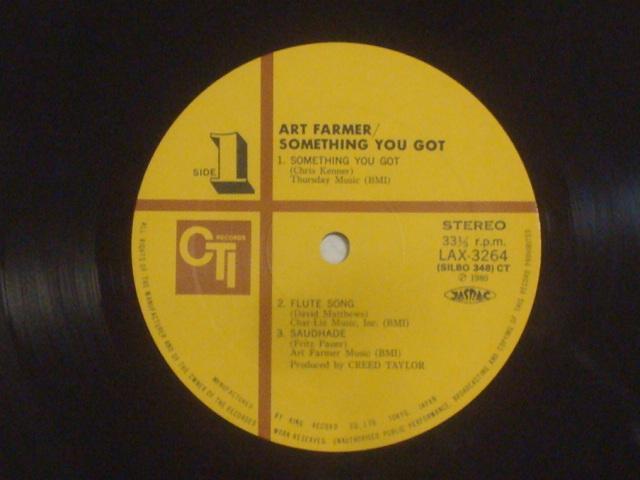 ART FARMER/
SOMETHING YOU GOT
SIDE 1
1. SOMETHING YOU GOT
(Chris Kenner)
Thursday Music (BMI)
CTI RECORDS
STEREO
33⅓ r.p.m.
LAX-3264
(SILBO 348) CT
℗ 1980
JASRAC
2. FLUTE SONG
(David Matthews)
Char-Liz Music, Inc. (BMI)
3. SAUDHADE
(Fritz Pauer)
Art Farmer Music (BMI)
Produced by CREED TAYLOR
ALL RIGHTS OF THE MANUFACTURER AND OF THE OWNER OF THE RECORDED WORK RESERVED. UNAUTHORISED PUBLIC PERFORMANCE, BROADCASTING AND COPYING OF THIS RECORD PROHIBITED
MANUFACTURED BY KING RECORD CO., LTD. TOKYO, JAPAN